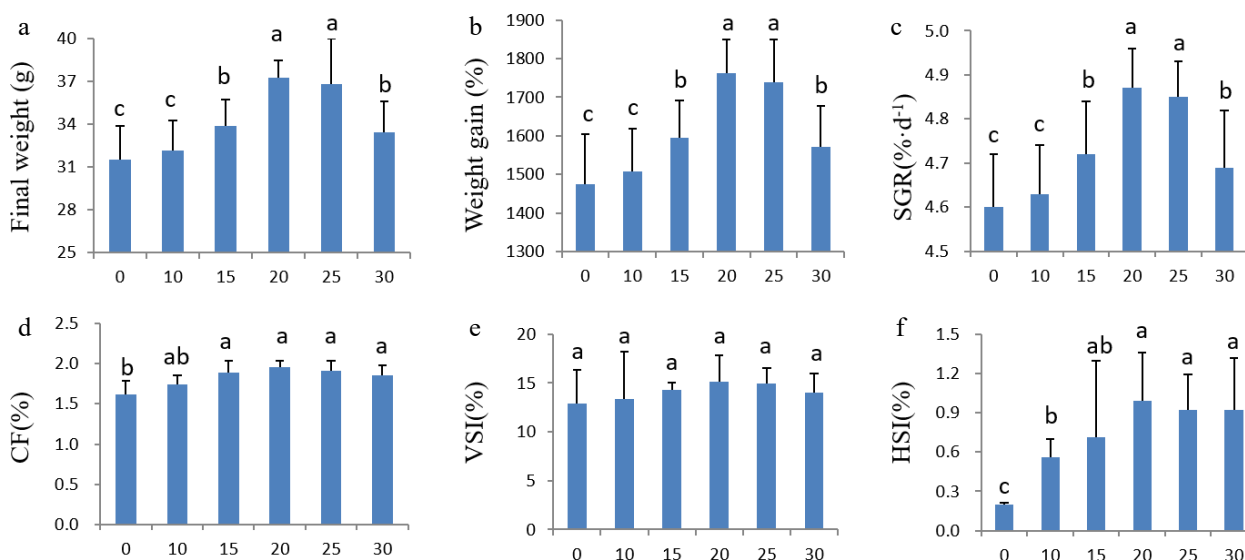 a
Final weight (g)
40
37
34
31
28
25
c c b a a b
0 10 15 20 25 30
b
Weight gain (%)
1900
1800
1700
1600
1500
1400
1300
c c b a a b
0 10 15 20 25 30
c
SGR(%·d⁻¹)
5.0
4.9
4.8
4.7
4.6
4.5
c c b a a b
0 10 15 20 25 30
d
CF(%)
2.5
2.0
1.5
1.0
0.5
0.0
b ab a a a a
0 10 15 20 25 30
e
VSI(%)
20
15
10
5
0
a a a a a a
0 10 15 20 25 30
f
HSI(%)
1.5
1.2
0.9
0.6
0.3
0.0
c b ab a a a
0 10 15 20 25 30